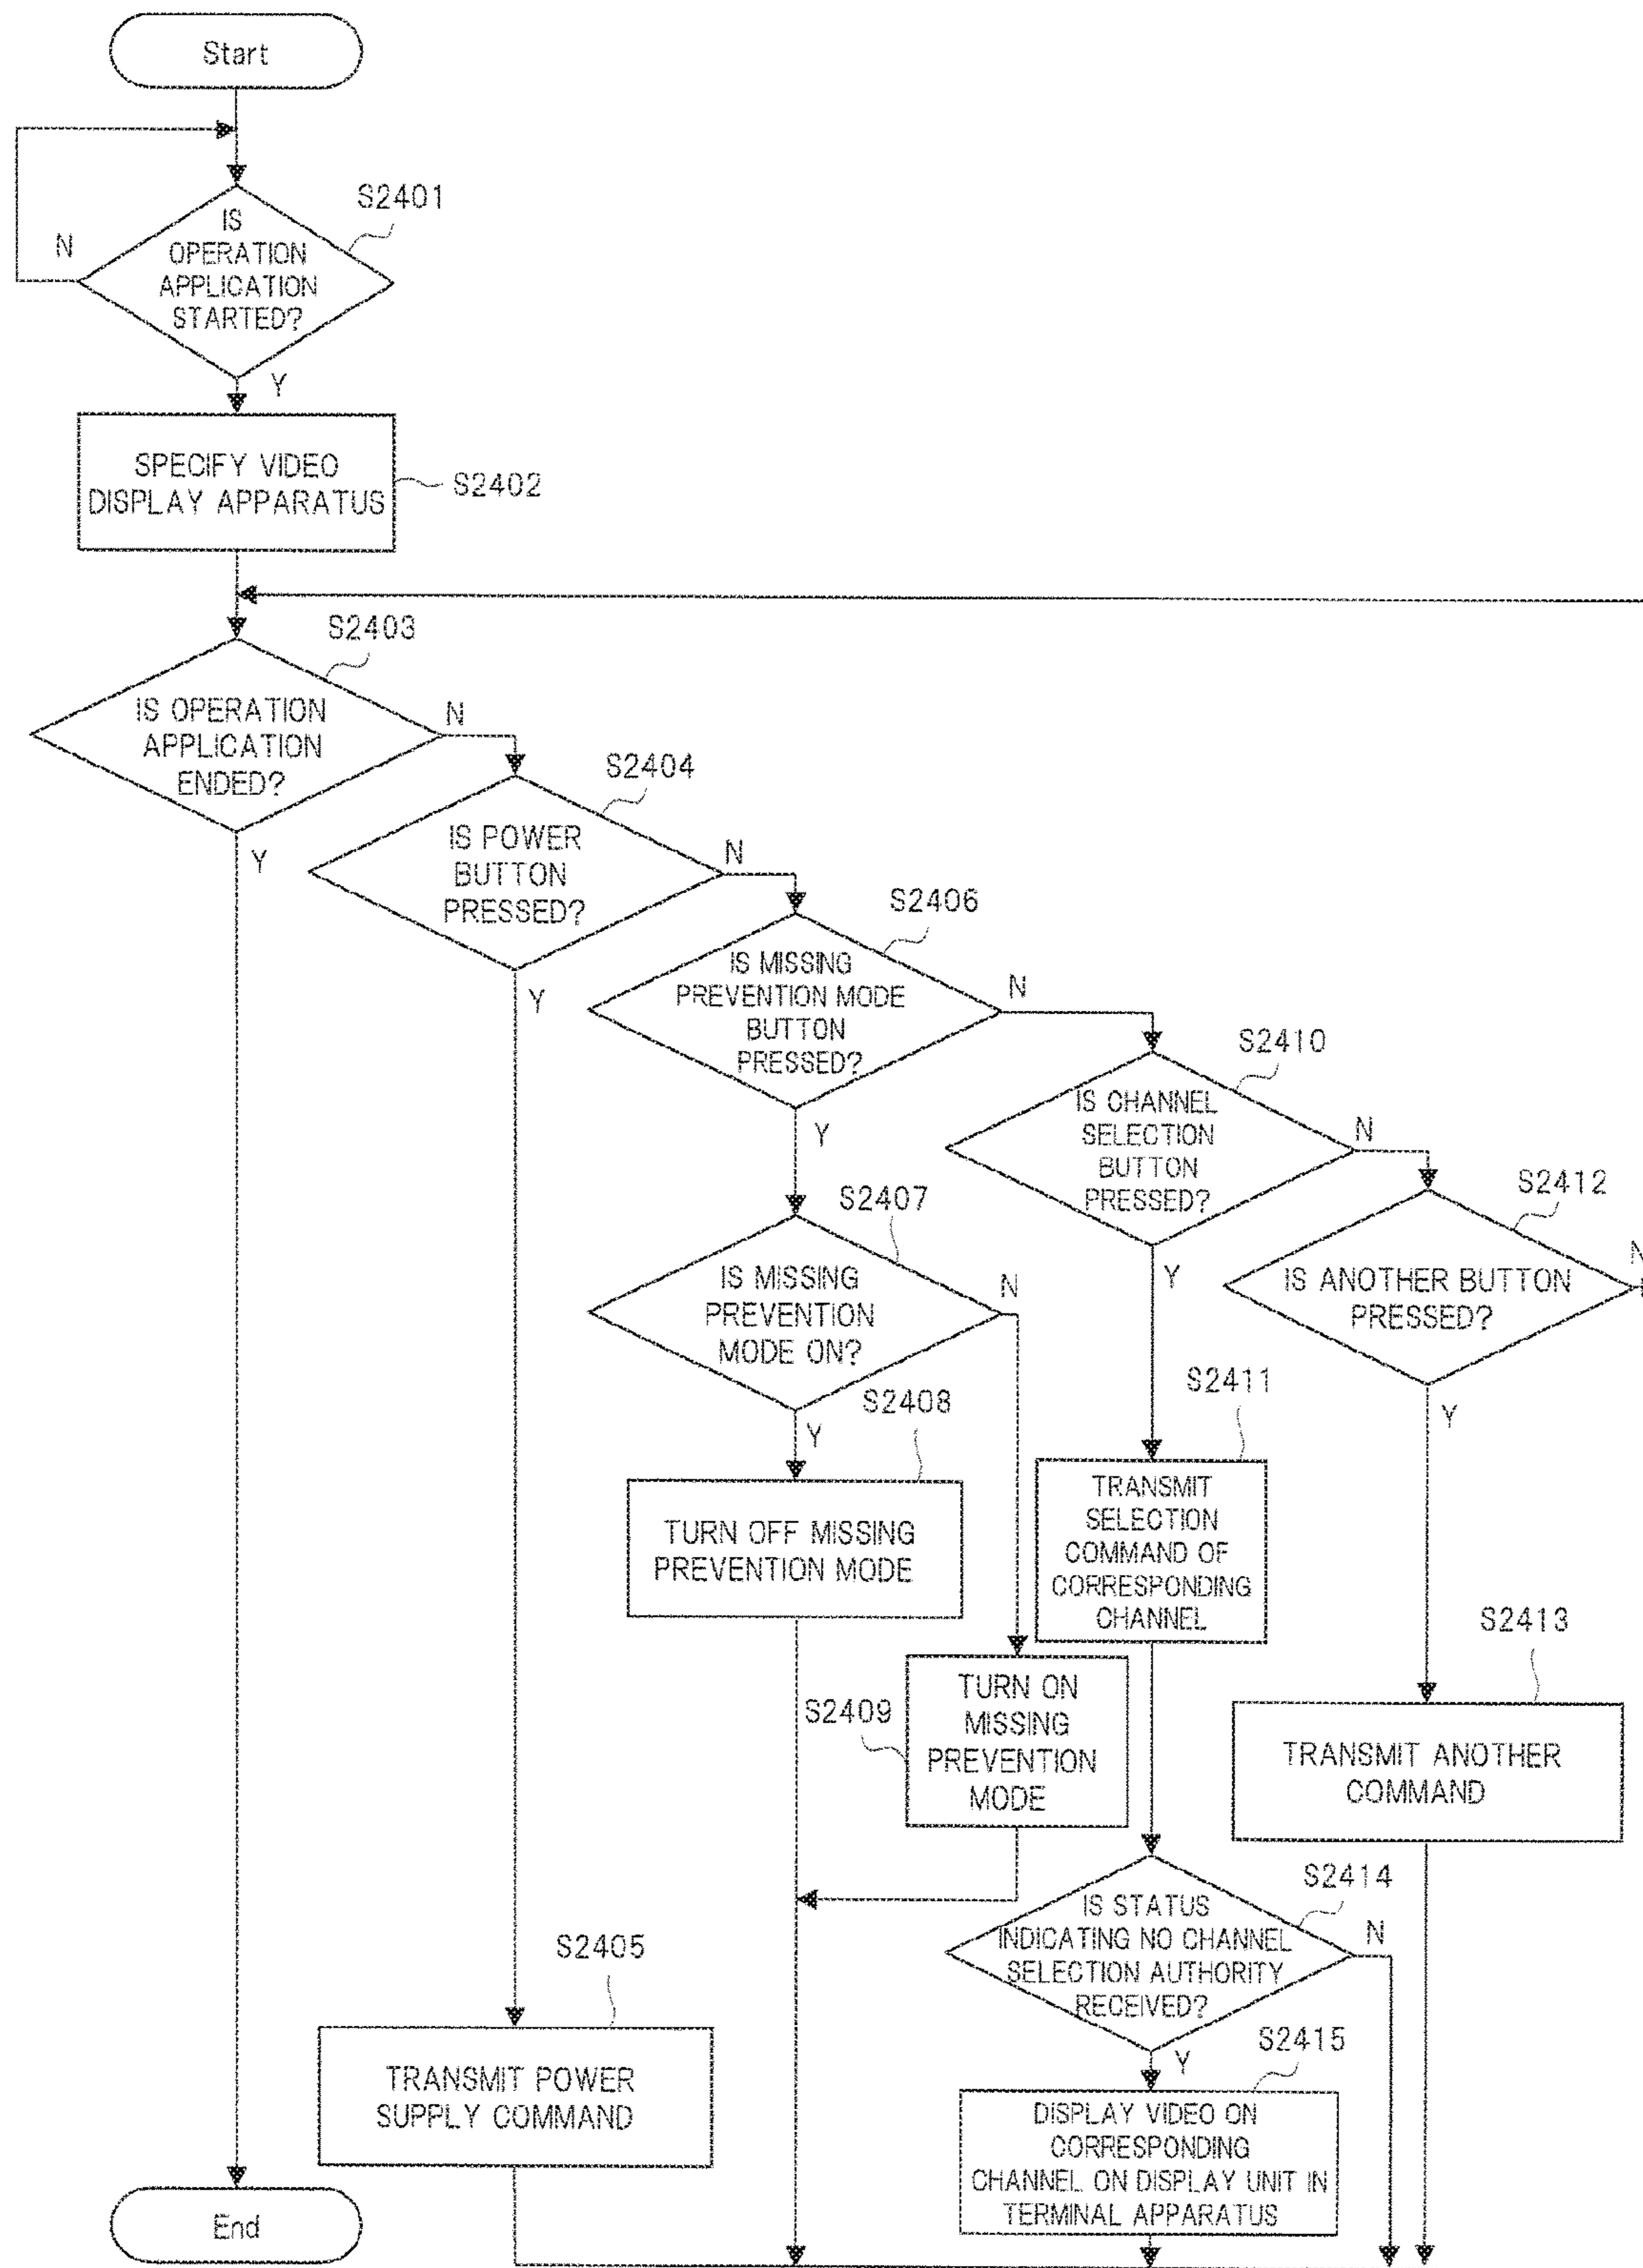 Start
S2401
IS
OPERATION
APPLICATION
STARTED?
N
Y
SPECIFY VIDEO
DISPLAY APPARATUS
S2402
S2403
IS OPERATION
APPLICATION
ENDED?
N
Y
S2404
IS POWER
BUTTON
PRESSED?
N
Y
S2406
IS MISSING
PREVENTION MODE
BUTTON
PRESSED?
N
Y
S2410
IS CHANNEL
SELECTION
BUTTON
PRESSED?
N
Y
S2412
IS ANOTHER BUTTON
PRESSED?
N
Y
S2407
IS MISSING
PREVENTION
MODE ON?
N
Y
S2408
TURN OFF MISSING
PREVENTION MODE
S2411
TRANSMIT
SELECTION
COMMAND OF
CORRESPONDING
CHANNEL
S2409
TURN ON
MISSING
PREVENTION
MODE
S2413
TRANSMIT ANOTHER
COMMAND
S2414
IS STATUS
INDICATING NO CHANNEL
SELECTION AUTHORITY
RECEIVED?
N
Y
S2405
TRANSMIT POWER
SUPPLY COMMAND
S2415
DISPLAY VIDEO ON
CORRESPONDING
CHANNEL ON DISPLAY UNIT IN
TERMINAL APPARATUS
End